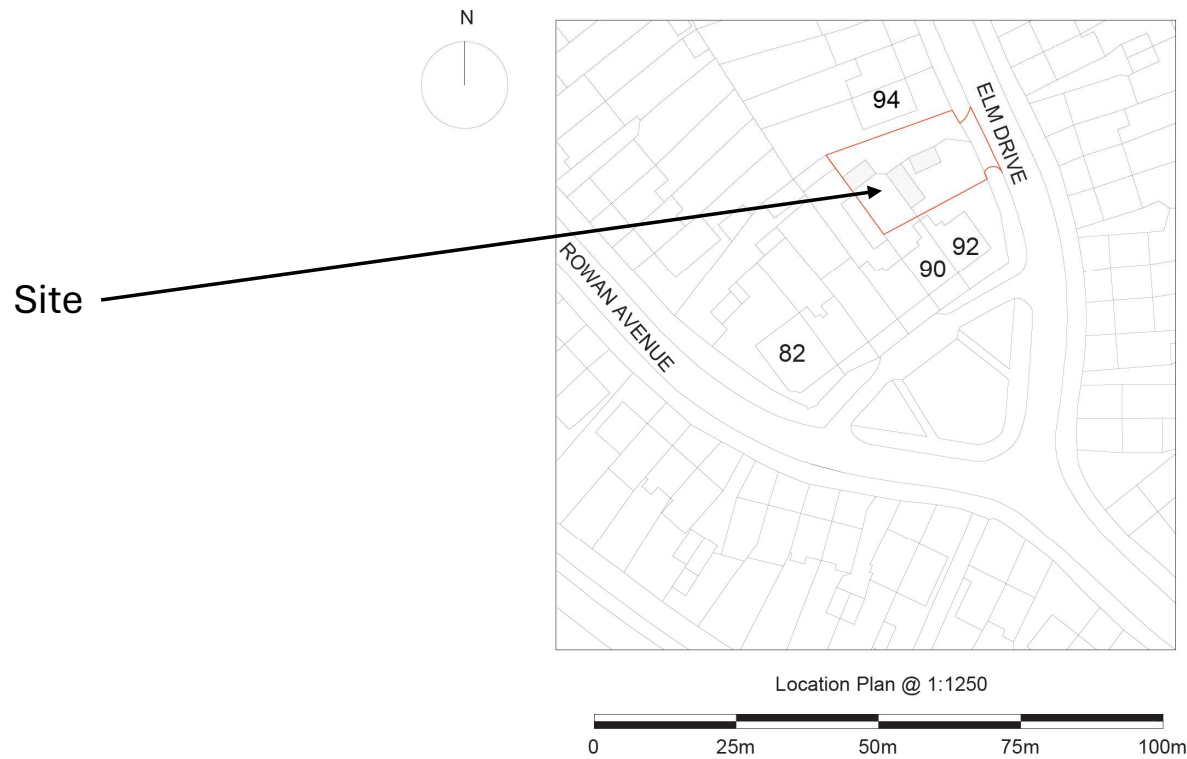 N
94
ELM DRIVE
92
90
ROWAN AVENUE
Site
82
Location Plan @ 1:1250
0 25m 50m 75m 100m